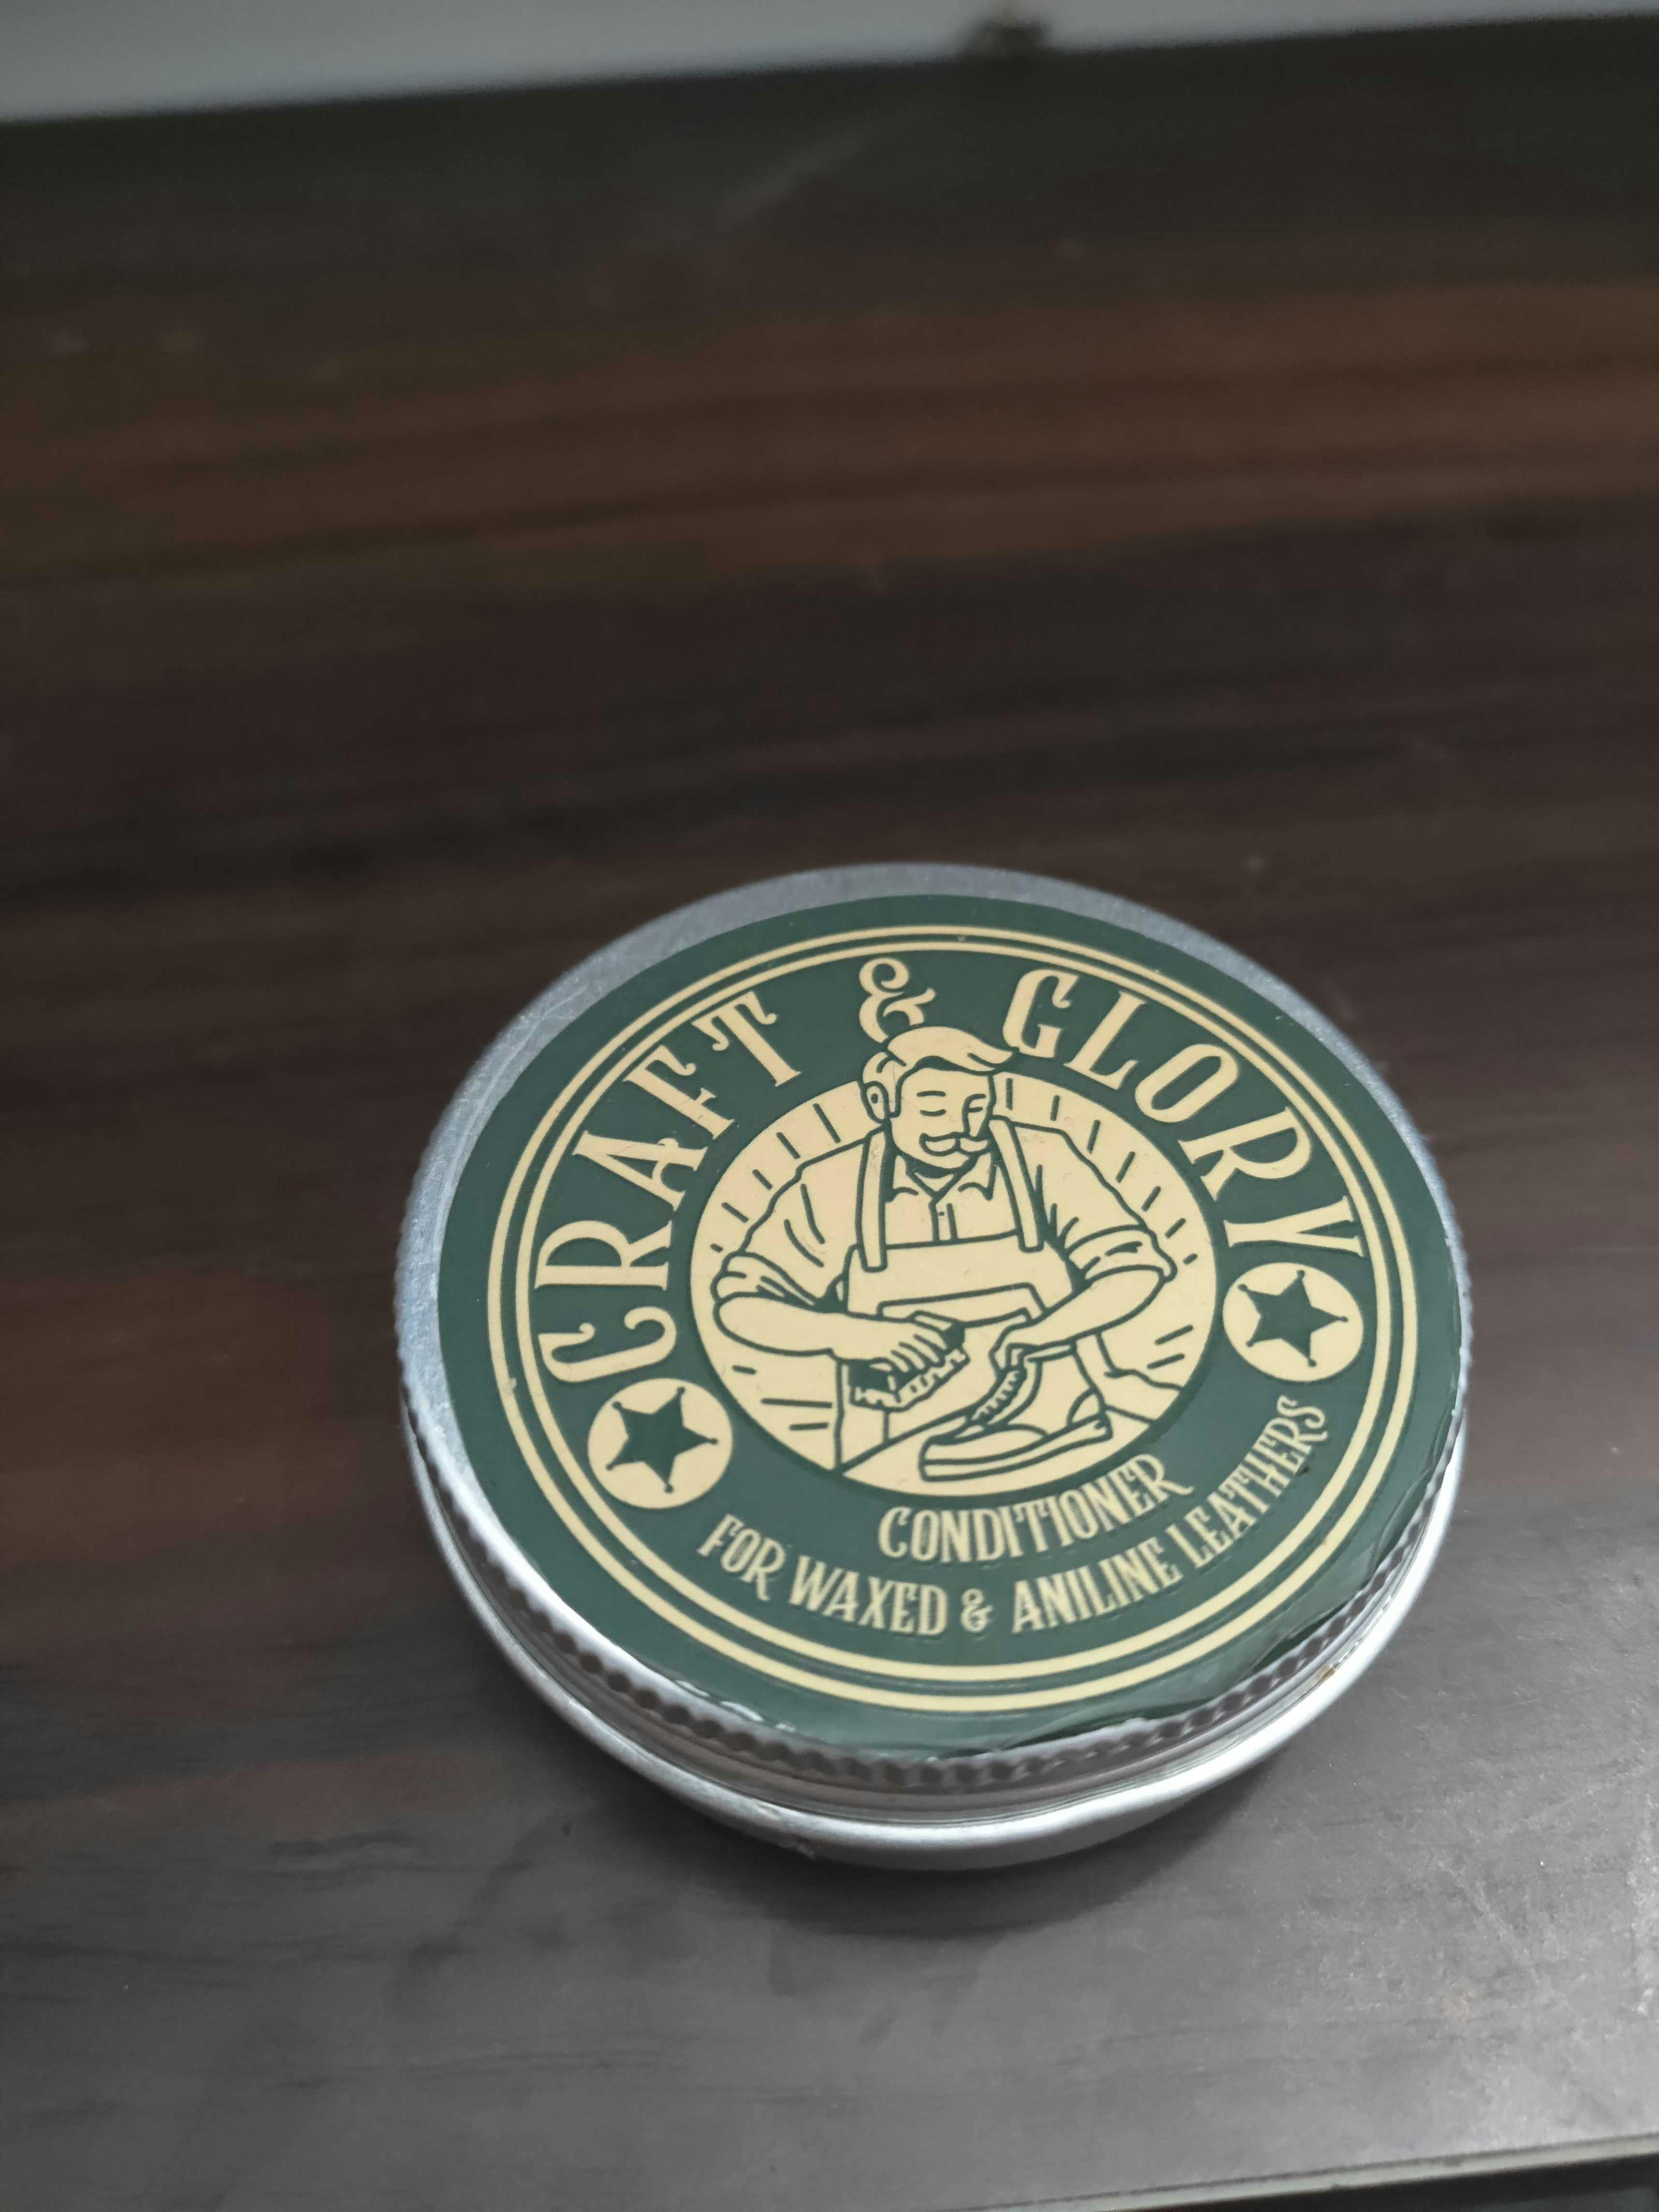 CRAFT & GLORY
CONDITIONER
FOR WAXED & ANILINE LEATHERS